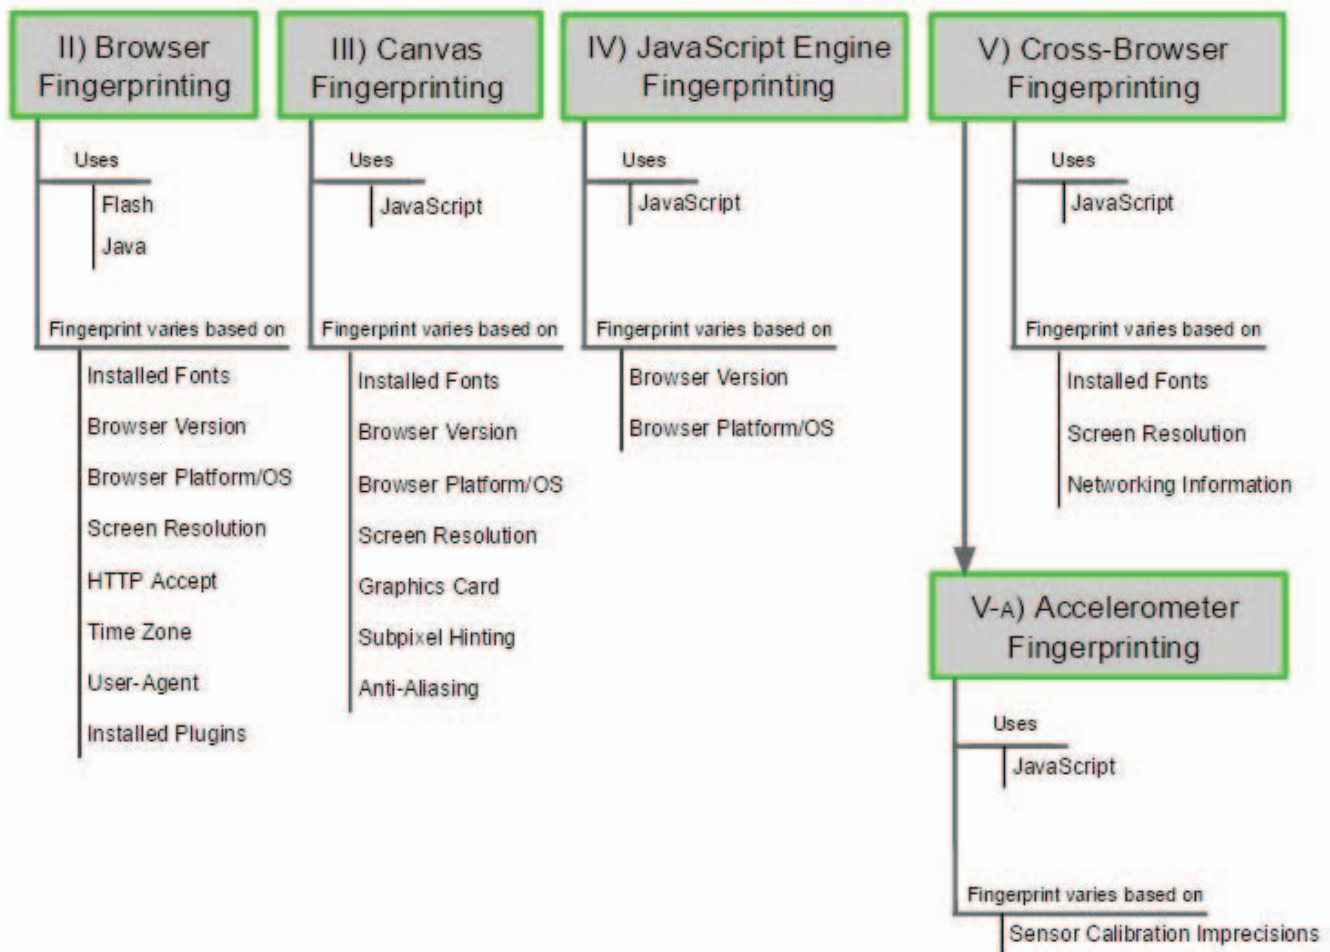 II) Browser
Fingerprinting
Uses
Flash
Java
Fingerprint varies based on
Installed Fonts
Browser Version
Browser Platform/OS
Screen Resolution
HTTP Accept
Time Zone
User-Agent
Installed Plugins
III) Canvas
Fingerprinting
Uses
JavaScript
Fingerprint varies based on
Installed Fonts
Browser Version
Browser Platform/OS
Screen Resolution
Graphics Card
Subpixel Hinting
Anti-Aliasing
IV) JavaScript Engine
Fingerprinting
Uses
JavaScript
Fingerprint varies based on
Browser Version
Browser Platform/OS
V) Cross-Browser
Fingerprinting
Uses
JavaScript
Fingerprint varies based on
Installed Fonts
Screen Resolution
Networking Information
V-A) Accelerometer
Fingerprinting
Uses
JavaScript
Fingerprint varies based on
Sensor Calibration Imprecisions